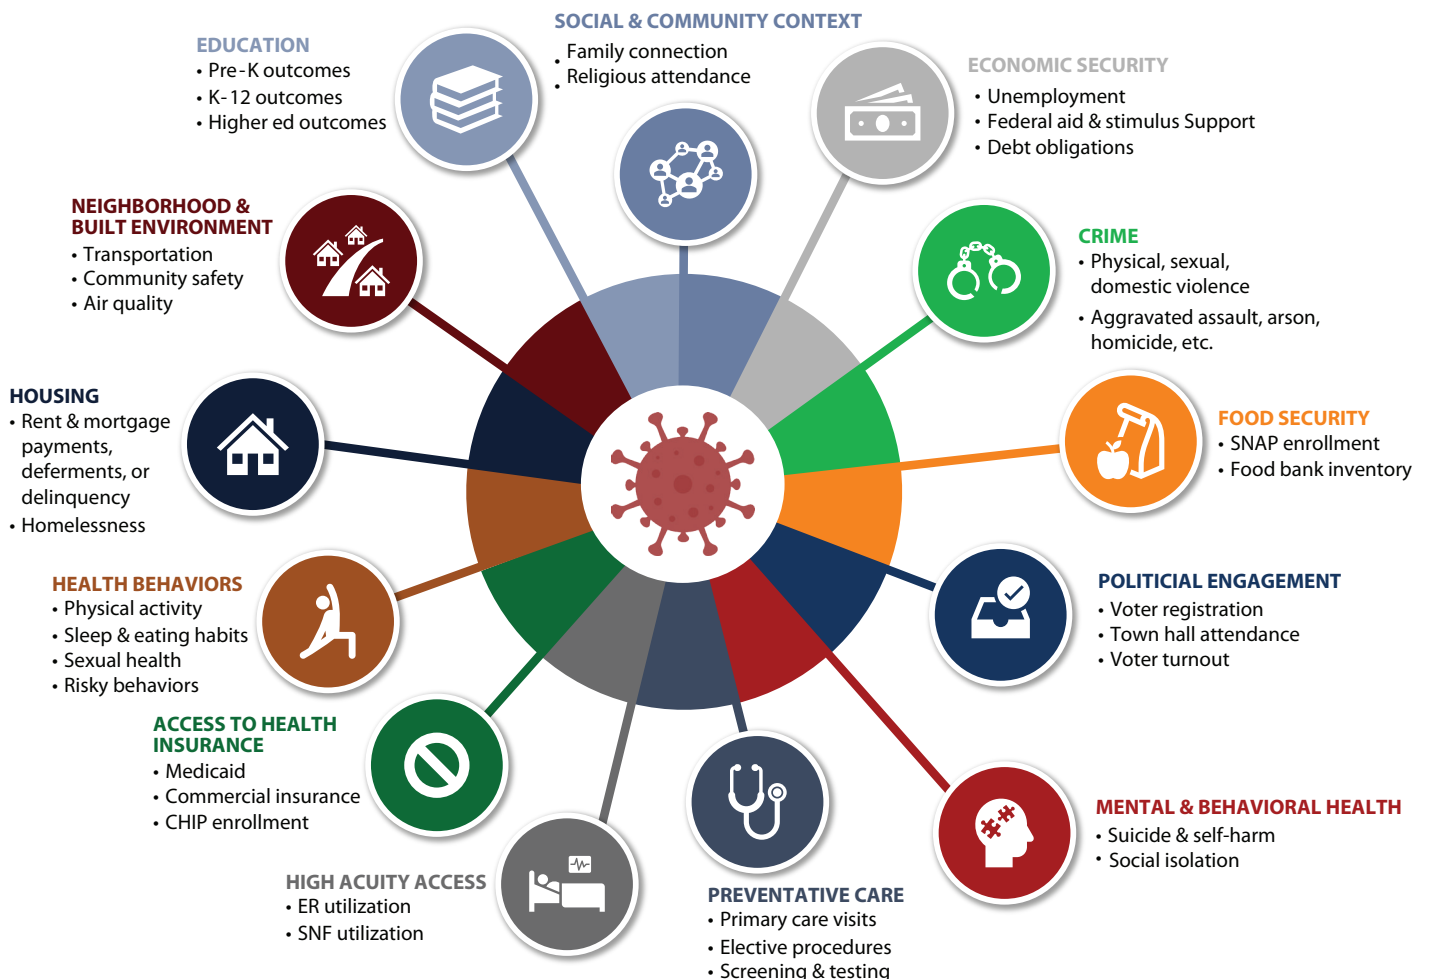 SOCIAL & COMMUNITY CONTEXT
• Family connection
• Religious attendance
EDUCATION
• Pre-K outcomes
• K-12 outcomes
• Higher ed outcomes
ECONOMIC SECURITY
• Unemployment
• Federal aid & stimulus Support
• Debt obligations
NEIGHBORHOOD &
BUILT ENVIRONMENT
• Transportation
• Community safety
• Air quality
CRIME
• Physical, sexual,
domestic violence
• Aggravated assault, arson,
homicide, etc.
HOUSING
• Rent & mortgage
payments,
deferments, or
delinquency
• Homelessness
FOOD SECURITY
• SNAP enrollment
• Food bank inventory
HEALTH BEHAVIORS
• Physical activity
• Sleep & eating habits
• Sexual health
• Risky behaviors
POLITICIAL ENGAGEMENT
• Voter registration
• Town hall attendance
• Voter turnout
ACCESS TO HEALTH
INSURANCE
• Medicaid
• Commercial insurance
• CHIP enrollment
MENTAL & BEHAVIORAL HEALTH
• Suicide & self-harm
• Social isolation
HIGH ACUITY ACCESS
• ER utilization
• SNF utilization
PREVENTATIVE CARE
• Primary care visits
• Elective procedures
• Screening & testing